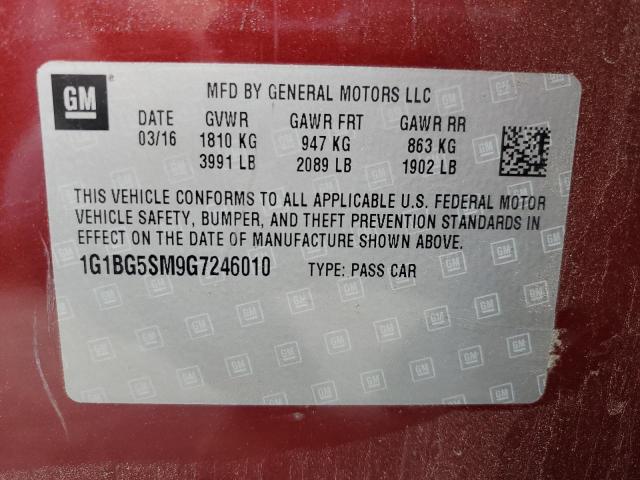 GM
MFD BY GENERAL MOTORS LLC
DATE GVWR GAWR FRT GAWR RR
03/16 1810 KG 947 KG 863 KG
3991 LB 2089 LB 1902 LB
THIS VEHICLE CONFORMS TO ALL APPLICABLE U.S. FEDERAL MOTOR
VEHICLE SAFETY, BUMPER, AND THEFT PREVENTION STANDARDS IN
EFFECT ON THE DATE OF MANUFACTURE SHOWN ABOVE.
1G1BG5SM9G7246010 TYPE: PASS CAR